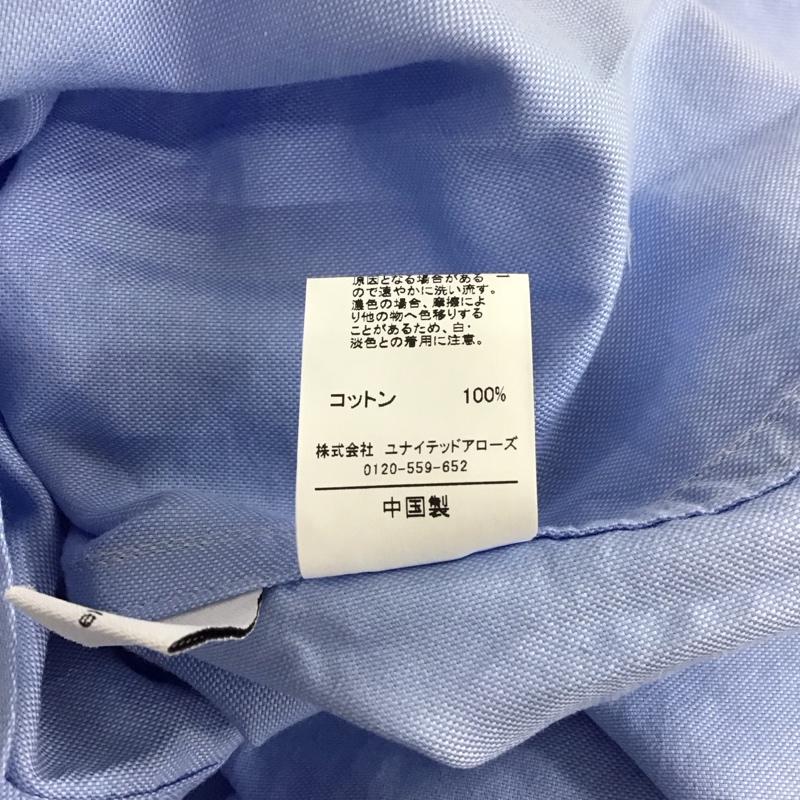 原因となる場合がある
ので速やかに洗い流す。
濃色の場合、摩擦によ
り他の物へ色移りする
ことがあるため、白・
淡色との着用に注意。
コットン 100%
株式会社 ユナイテッドアローズ
0120-559-652
中国製